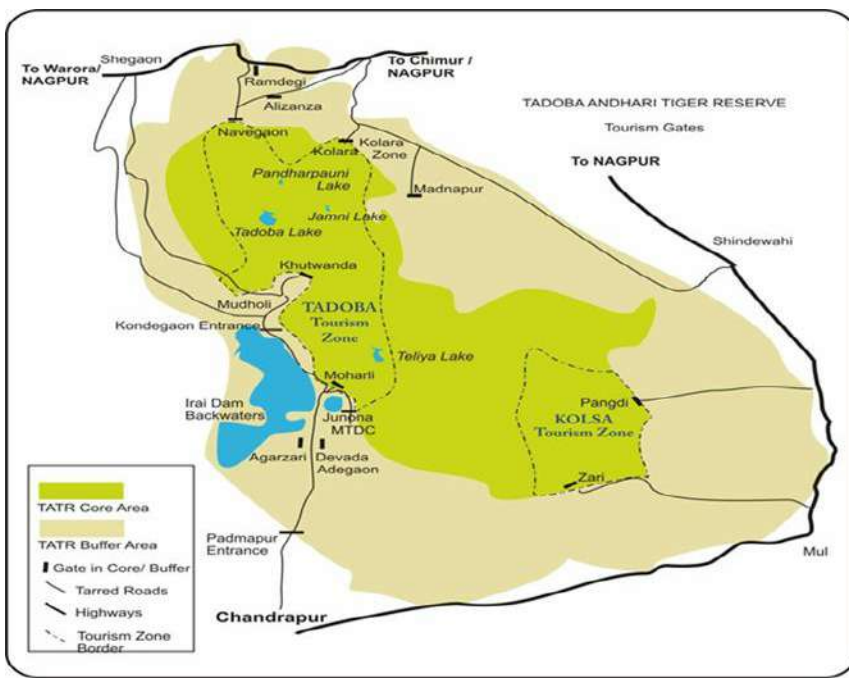 Shegaon
To Warora/
NAGPUR
To Chimur /
NAGPUR
Ramdegi
Alizanza
TADOBA ANDHARI TIGER RESERVE
Tourism Gates
Navegaon
Kolara
Kolara
Zone
To NAGPUR
Pandharpauni
Lake
Madnapur
Jamni Lake
Tadoba Lake
Shindewahi
Khutwanda
Mudholi
TADOBA
Tourism
Zone
Kondegaon Entrance
Teliya Lake
Moharli
Irai Dam
Backwaters
Junona
MTDC
Pangdi
KOLSA
Tourism Zone
Agarzari
Devada
Adegaon
Zari
TATR Core Area
TATR Buffer Area
Gate in Core/ Buffer
Tarred Roads
Highways
Tourism Zone
Border
Padmapur
Entrance
Mul
Chandrapur